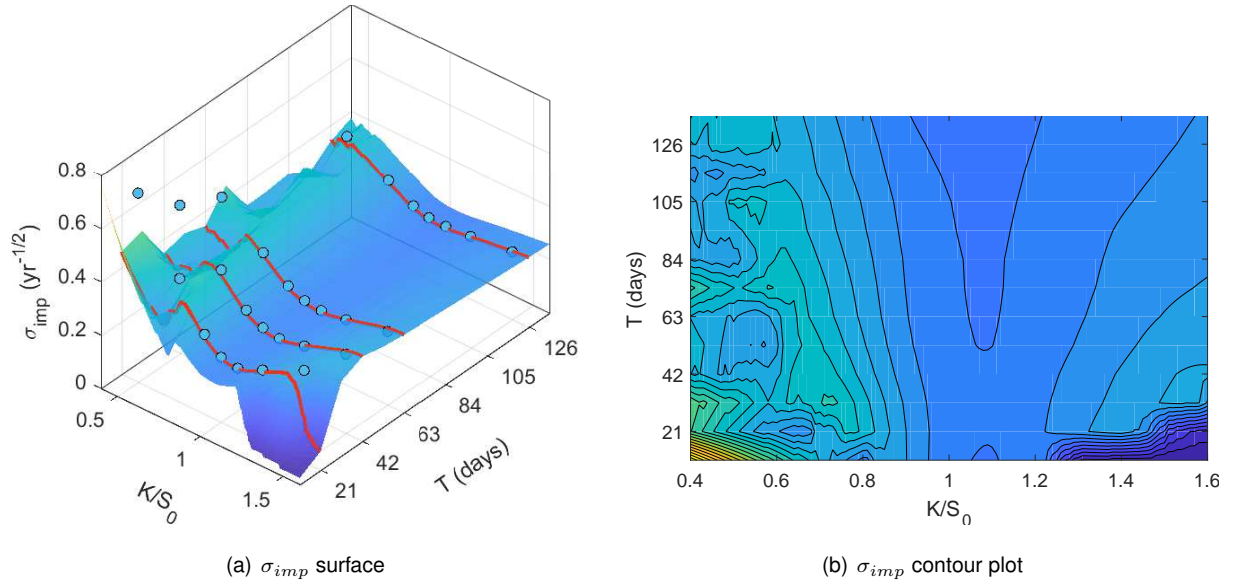 0.8
0.6
0.4
0.2
0
σimp (yr-1/2)
0.5
1
1.5
K/S0
21
42
63
84
105
126
T (days)
126
105
84
63
42
21
T (days)
0.4 0.6 0.8 1 1.2 1.4 1.6
K/S0
(a) σimp surface
(b) σimp contour plot